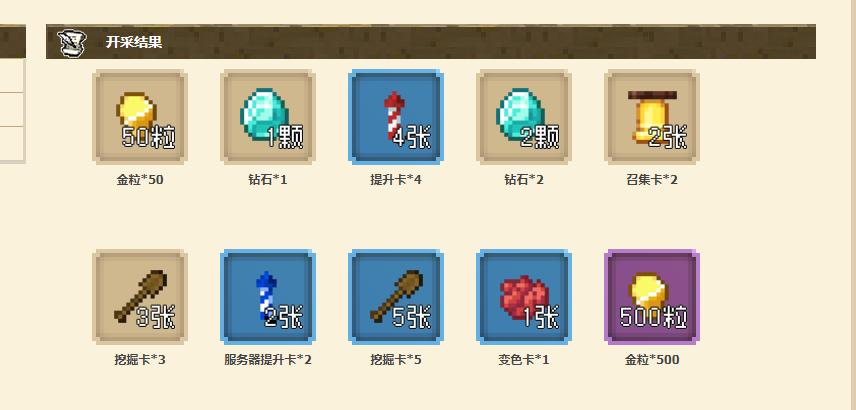 开采结果
50粒
1颗
4张
2颗
2张
金粒*50
钻石*1
提升卡*4
钻石*2
召集卡*2
3张
2张
5张
1张
500粒
挖掘卡*3
服务器提升卡*2
挖掘卡*5
变色卡*1
金粒*500